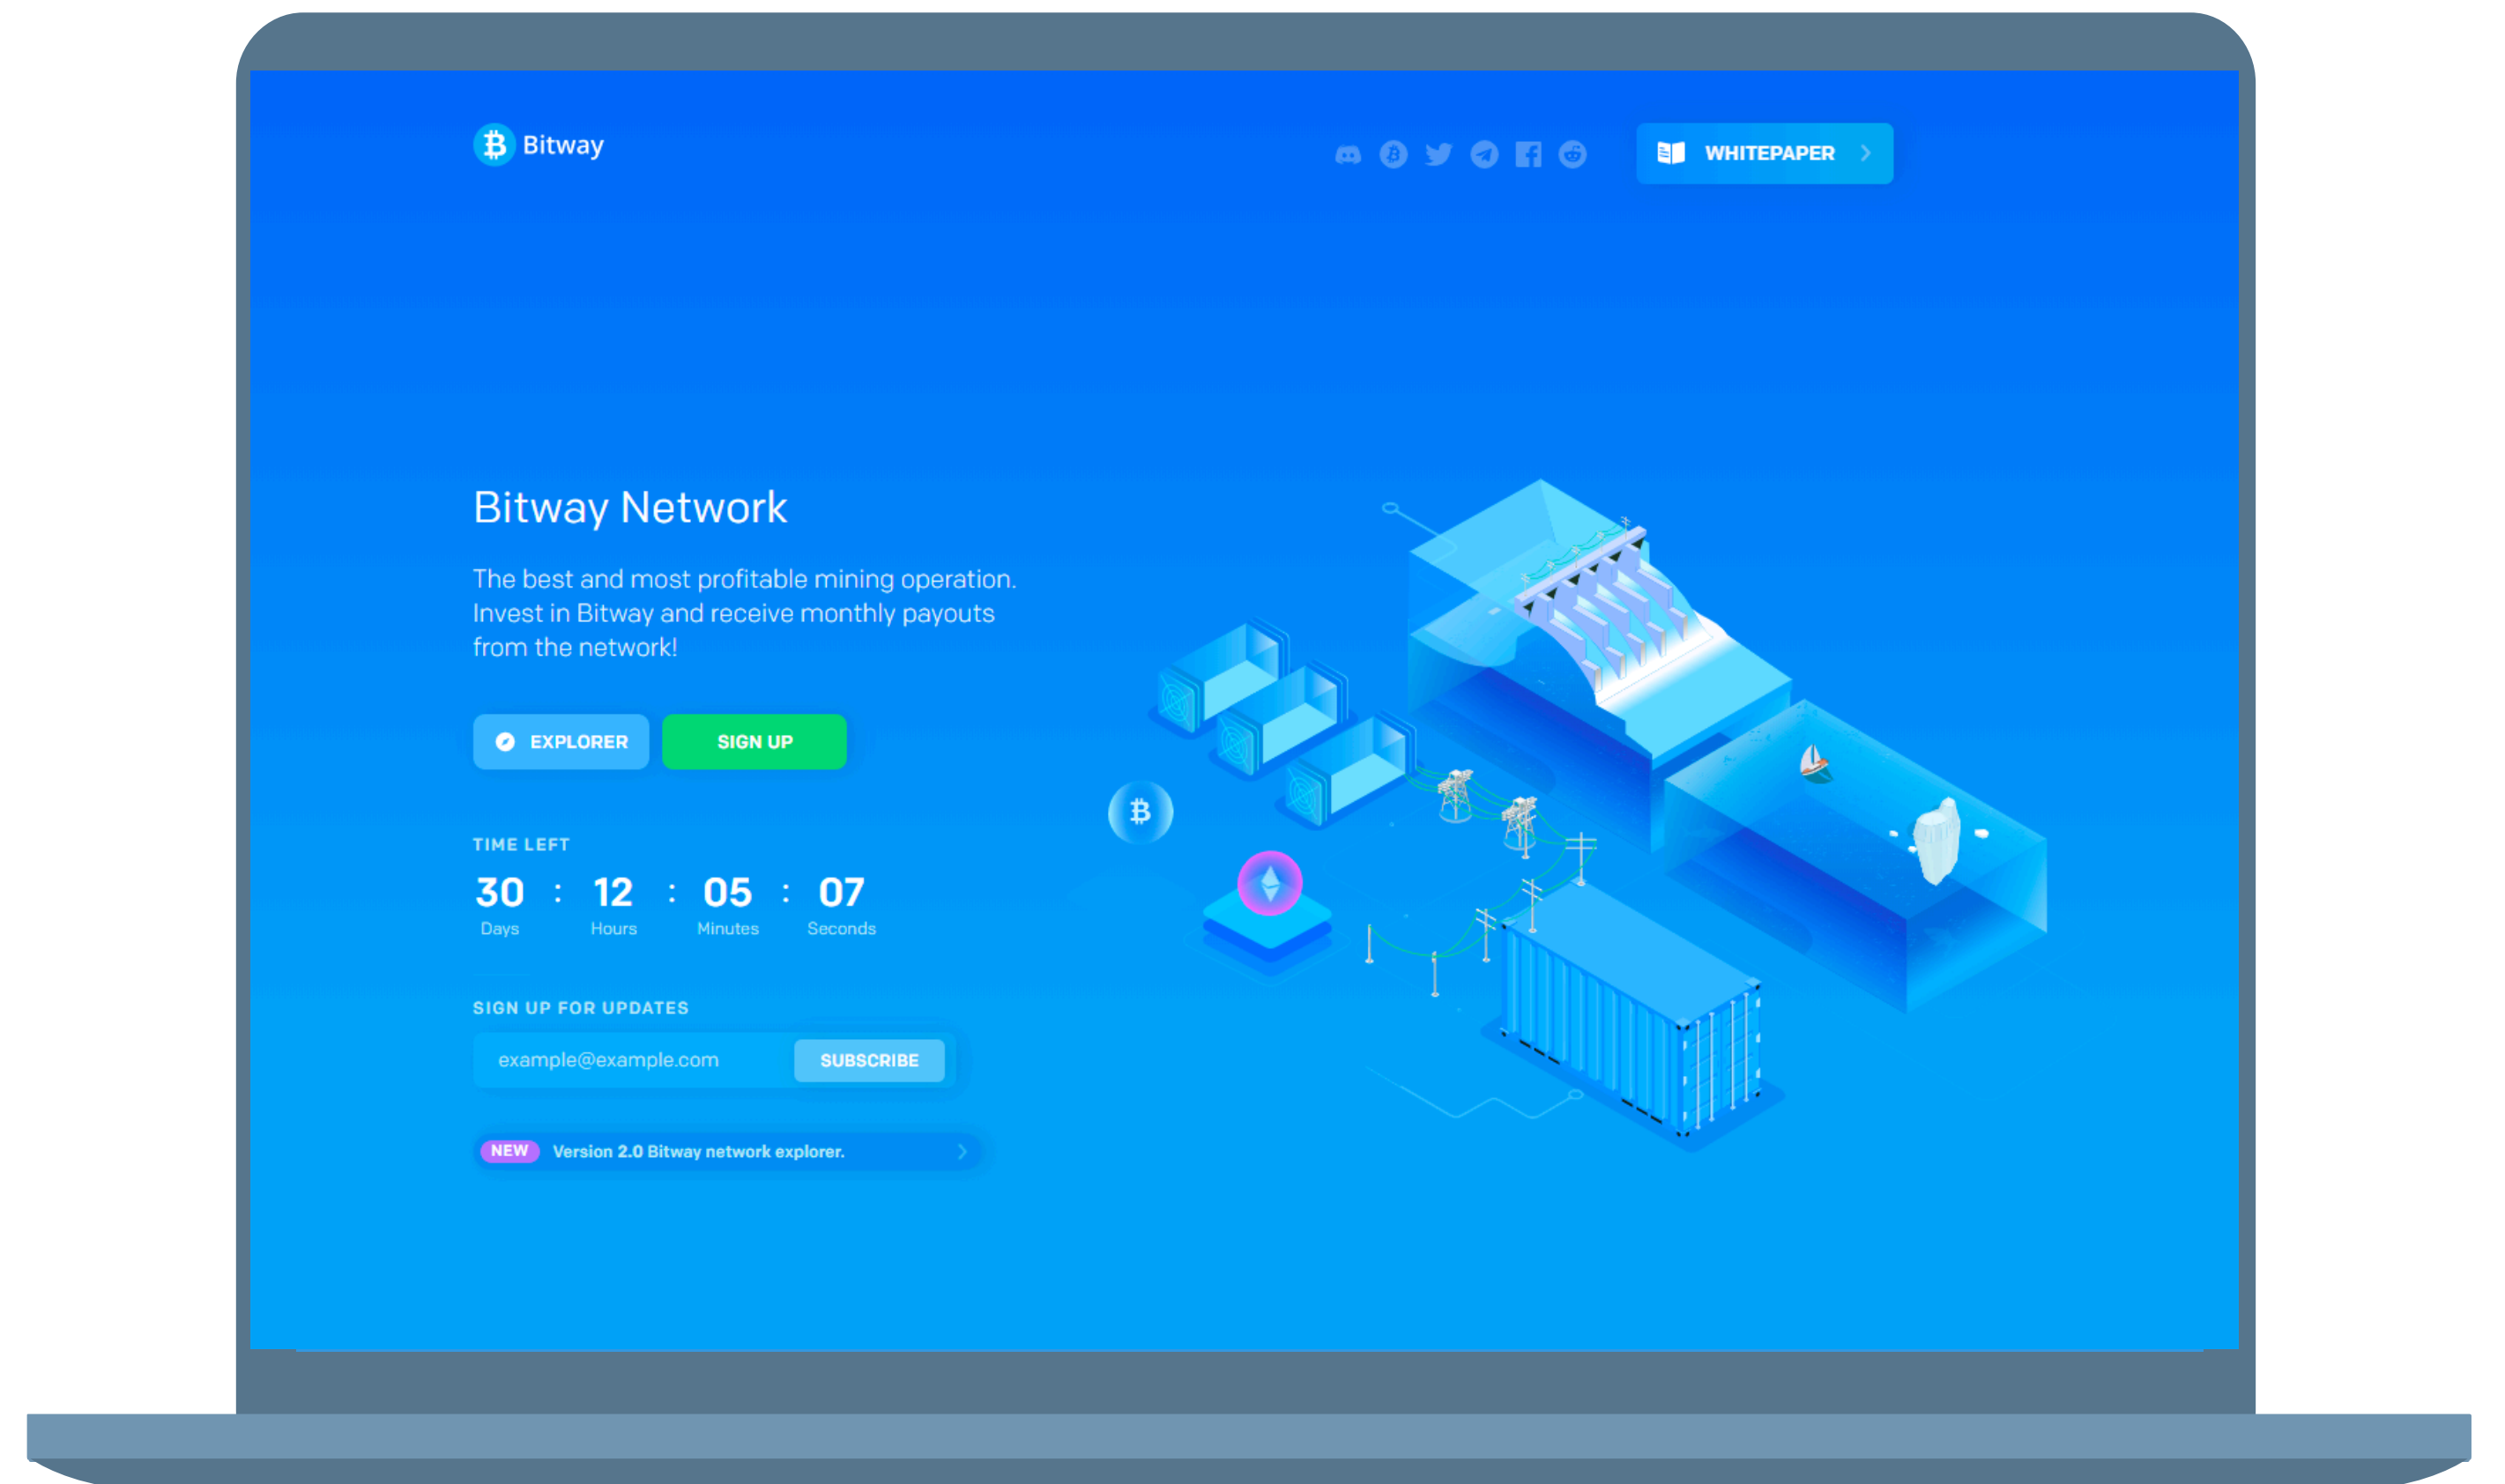 Bitway
WHITEPAPER
Bitway Network
The best and most profitable mining operation.
Invest in Bitway and receive monthly payouts
from the network!
EXPLORER
SIGN UP
TIME LEFT
30 : 12 : 05 : 07
Days Hours Minutes Seconds
SIGN UP FOR UPDATES
example@example.com
SUBSCRIBE
NEW Version 2.0 Bitway network explorer.